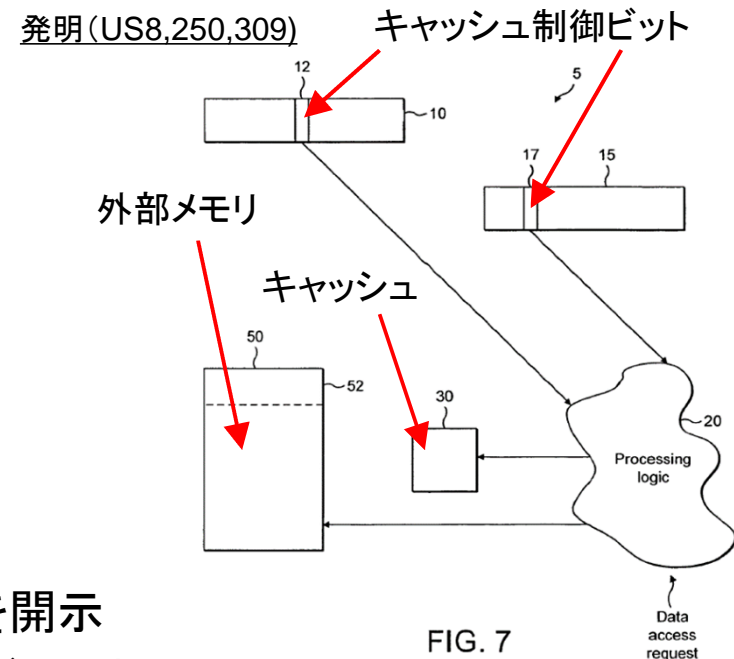 発明(US8,250,309)
キャッシュ制御ビット
12
5
10
17
15
外部メモリ
キャッシュ
50
52
30
20
Processing
logic
を開示
Data
access
request
FIG. 7